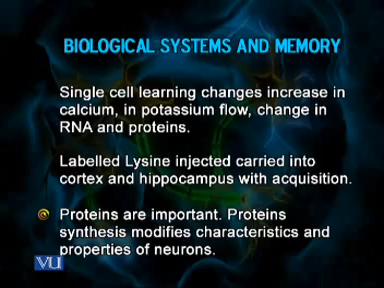 BIOLOGICAL SYSTEMS AND MEMORY
Single cell learning changes increase in
calcium, in potassium flow, change in
RNA and proteins.
Labelled Lysine injected carried into
cortex and hippocampus with acquisition.
Proteins are important. Proteins
synthesis modifies characteristics and
properties of neurons.
VU